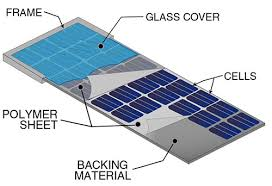 FRAME
GLASS COVER
CELLS
POLYMER
SHEET
BACKING
MATERIAL